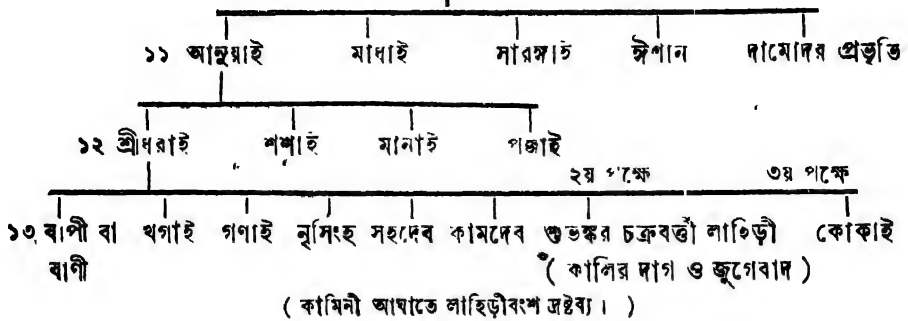 ১১ আনুয়াই মাধাই সারঙ্গাই ঈশান দামোদর প্রভৃতি
১২ শ্রীধরাই শশাই মানাই পজাই
২য় পক্ষে ৩য় পক্ষে
১৩ বাপী বা থগাই গণাই নৃসিংহ সহদেব কামদেব শুভঙ্কর চক্রবর্ত্তী লাহিড়ী কোকাই
বাণী ( কালির দাগ ও জুগেবাদ )
( কামিনী আঘাতে লাহিড়ীবংশ দ্রষ্টব্য। )